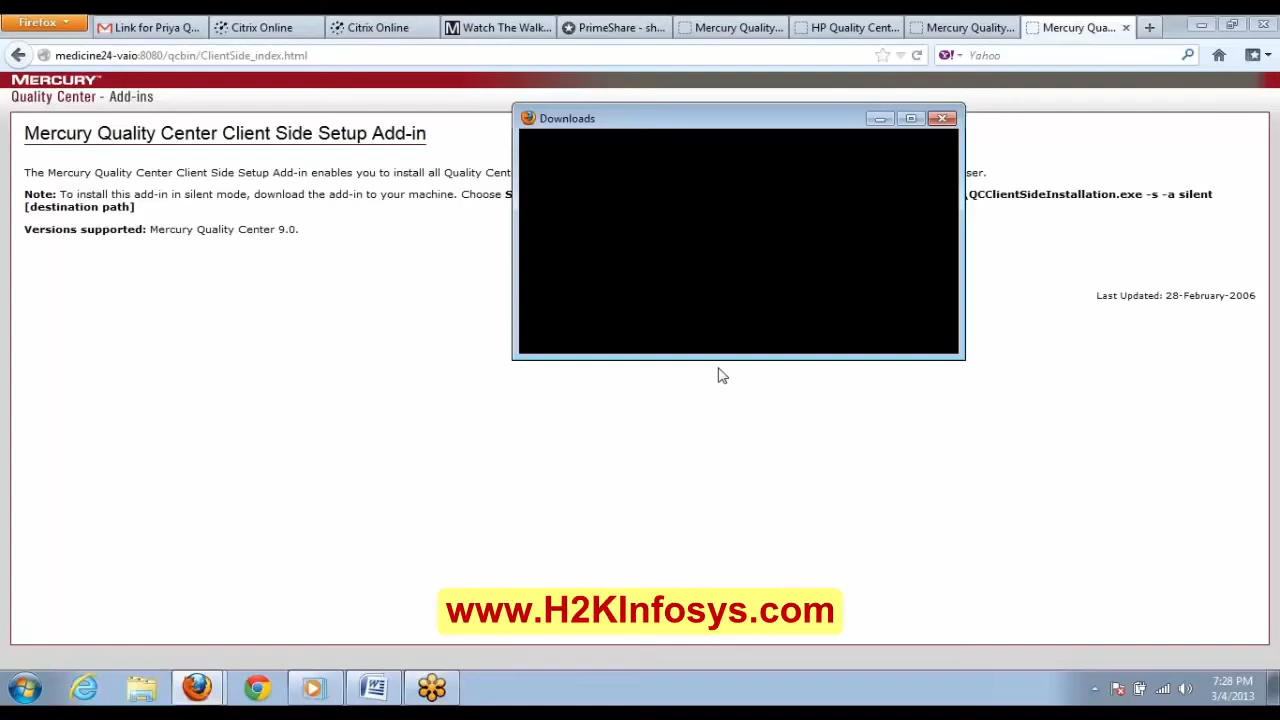 Firefox
Link for Priya Q...
Citrix Online
Citrix Online
Watch The Walk...
PrimeShare - sh...
Mercury Quality...
HP Quality Cent...
Mercury Quality...
Mercury Qua...
medicine24-vaio:8080/qcbin/ClientSide_index.html
Yahoo
MERCURY™
Quality Center - Add-ins
Downloads
Mercury Quality Center Client Side Setup Add-in
The Mercury Quality Center Client Side Setup Add-in enables you to install all Quality Cent
ser.
Note: To install this add-in in silent mode, download the add-in to your machine. Choose S
\QCClientSideInstallation.exe -s -a silent
[destination path]
Versions supported: Mercury Quality Center 9.0.
Last Updated: 28-February-2006
www.H2KInfosys.com
7:28 PM
3/4/2013